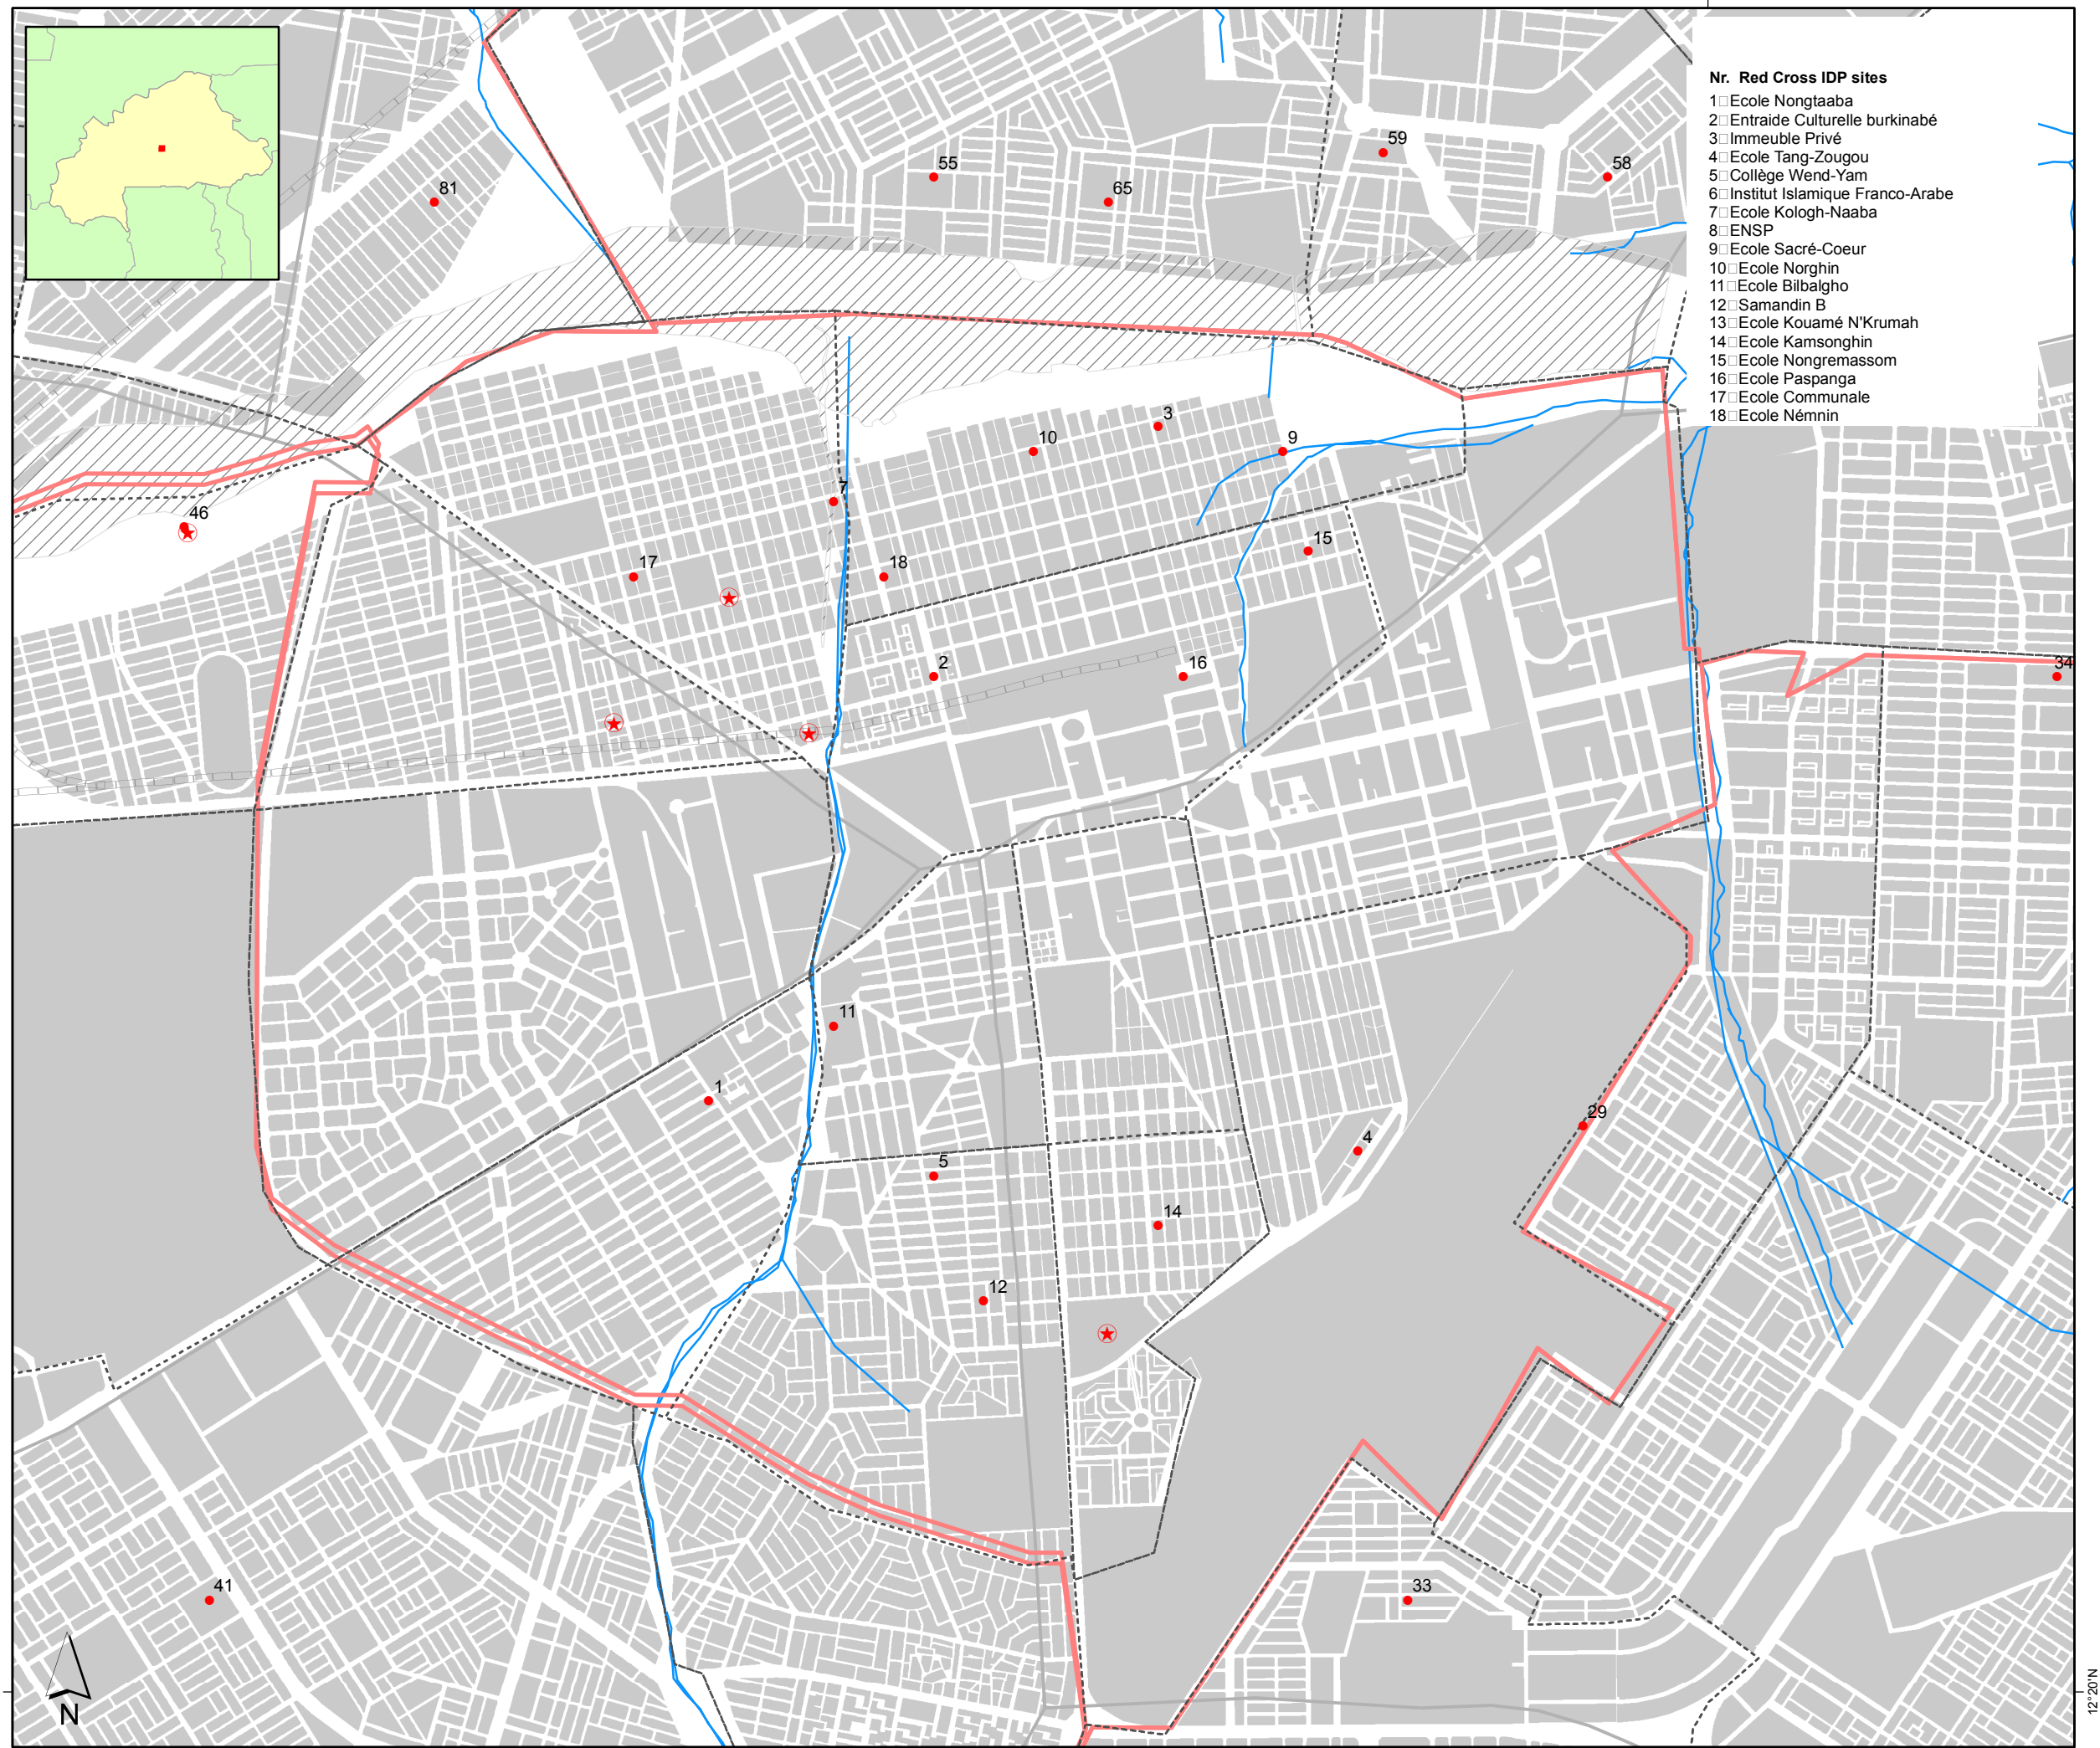 Nr. Red Cross IDP sites
1□Ecole Nongtaaba
2□Entraide Culturelle burkinabé
3□Immeuble Privé
4□Ecole Tang-Zougou
5□Collège Wend-Yam
6□Institut Islamique Franco-Arabe
7□Ecole Kologh-Naaba
8□ENSP
9□Ecole Sacré-Coeur
10□Ecole Norghin
11□Ecole Bilbalgho
12□Samandin B
13□Ecole Kouamé N'Krumah
14□Ecole Kamsonghin
15□Ecole Nongremassom
16□Ecole Paspanga
17□Ecole Communale
18□Ecole Némnin
59
55
58
81
65
3
10
9
7
46
15
17
18
2
16
34
11
1
29
4
5
14
12
41
33
N
12°20'N